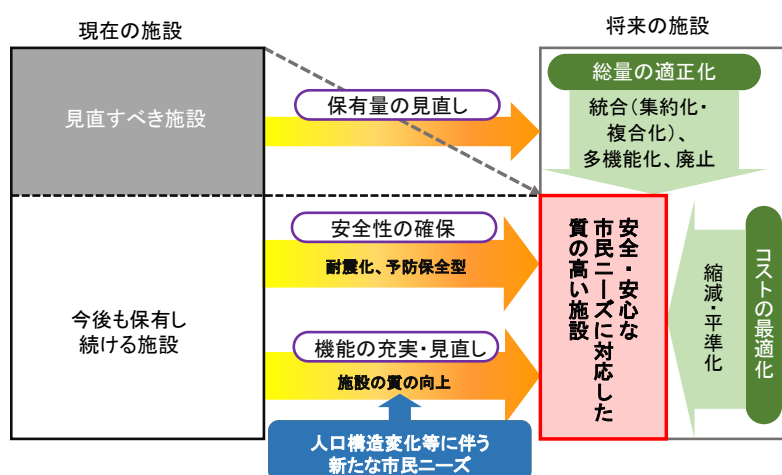 現在の施設
将来の施設
見直すべき施設
保有量の見直し
総量の適正化
統合(集約化・
複合化)、
多機能化、廃止
今後も保有し
続ける施設
安全性の確保
耐震化、予防保全型
機能の充実・見直し
施設の質の向上
人口構造変化等に伴う
新たな市民ニーズ
安全・安心な
市民ニーズに対応した
質の高い施設
縮減・平準化
コストの最適化